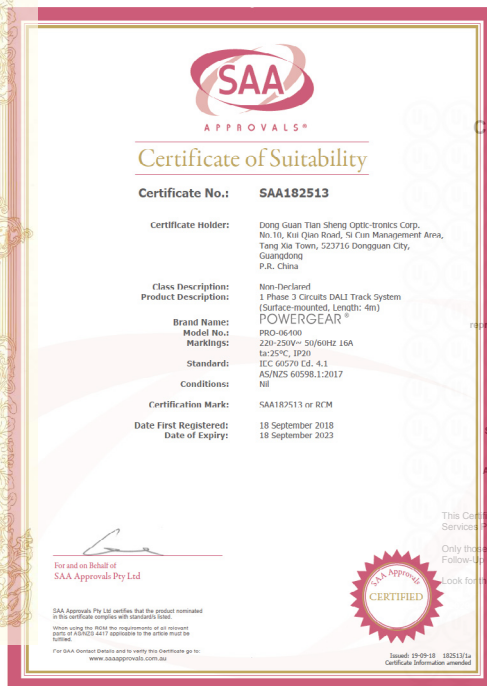 SAA
APPROVALS®
Certificate of Suitability
Certificate No.: SAA182513
Certificate Holder: Dong Guan Tian Sheng Optic-tronics Corp.
No.10, Kui Qiao Road, Si Cun Management Area,
Tang Xia Town, 523716 Dongguan City,
Guangdong
P.R. China
Class Description: Non-Declared
Product Description: 1 Phase 3 Circuits DALI Track System
(Surface-mounted, Length: 4m)
Brand Name: POWERGEAR®
Model No.: PRO-06400
Markings: 220-250V~ 50/60Hz 16A
ta:25°C, IP20
Standard: IEC 60570 Ed. 4.1
AS/NZS 60598.1:2017
Conditions: Nil
Certification Mark: SAA182513 or RCM
Date First Registered: 18 September 2018
Date of Expiry: 18 September 2023
This Certifi
Services P
Only those
Follow-Up
Look for th
For and on Behalf of
SAA Approvals Pty Ltd
SAA Approvals
CERTIFIED
SAA Approvals Pty Ltd certifies that the product nominated
in this certificate complies with standard/s listed.
When using the RCM the requirements of all relevant
parts of AS/NZS 4417 applicable to the article must be
fulfilled.
For SAA Contact Details and to verify this Certificate go to:
www.saaapprovals.com.au
Issued: 19-09-18 182513/1a
Certificate Information amended